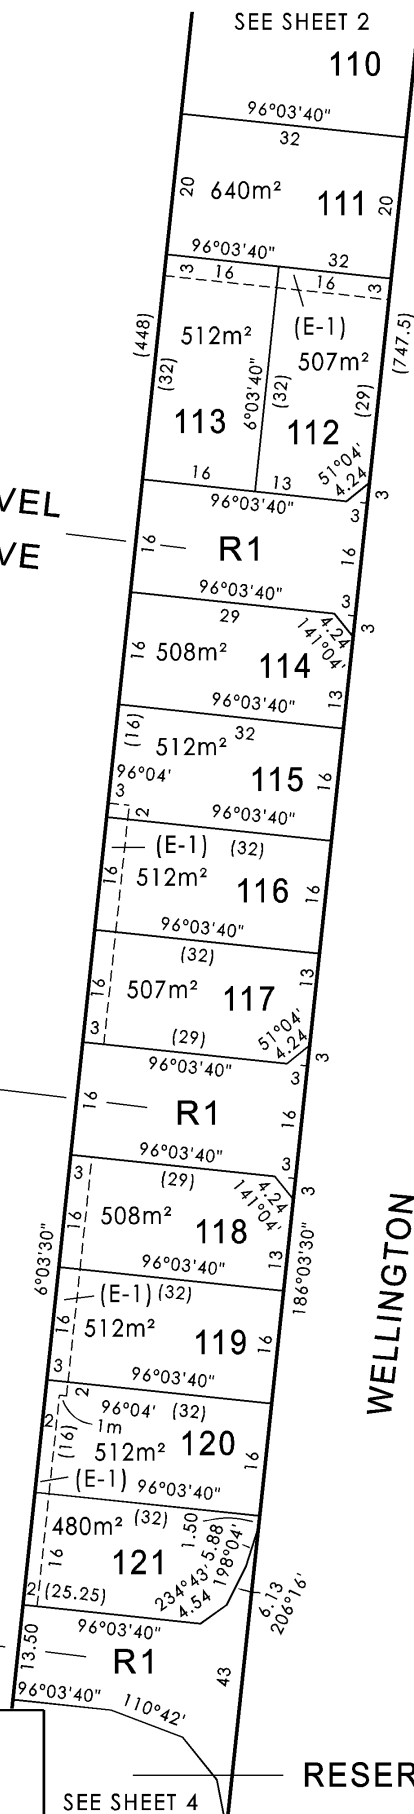 SEE SHEET 2
110
96°03'40"
32
20 640m² 111 20
96°03'40" 32
3 16 16 3
(448) (E-1) (747.5)
512m² 507m²
(32) 6°03'40" (32) (29)
113 112
51°04'
4.24
16 13 3
96°03'40" 3
VEL
VE
16 R1 16
96°03'40" 3
29 4.24 3
141°04'
16 508m² 114
96°03'40" 13
(16) 32
512m²
96°04' 115 16
3
2 96°03'40"
(E-1) (32)
16 512m² 116 16
96°03'40"
(32)
16 507m² 117 13
51°04'
4.24
3 (29) 3
96°03'40" 3
16 R1 16
96°03'40" 3
3 (29) 4.24 3
141°04'
16 508m² 118
13
6°03'30" 96°03'40" 186°03'30"
(E-1) (32)
16 512m² 119 16
3 96°03'40"
2 96°04' (32)
2 1m
(16) 512m² 120 16
(E-1) 96°03'40"
480m² (32) 1.50
16 121 5.88
198°04'
234°43'
4.54
2 (25.25) 6.13
206°16'
96°03'40"
13.50 R1 43
96°03'40" 110°42'
WELLINGTON
RESER
SEE SHEET 4